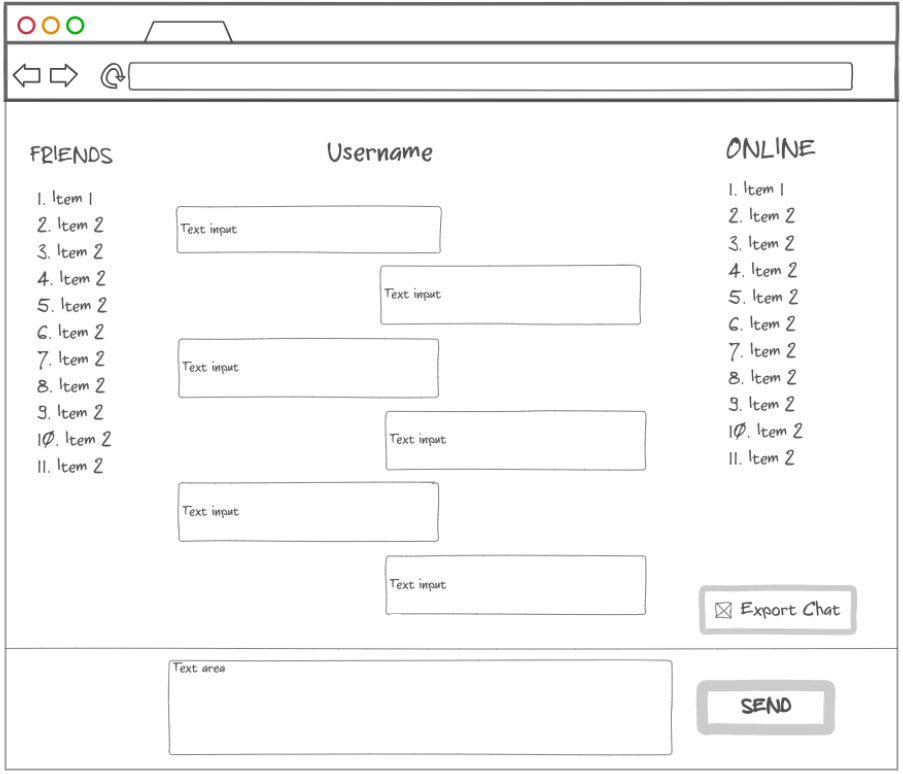 FRIENDS
1. Item 1
2. Item 2
3. Item 2
4. Item 2
5. Item 2
6. Item 2
7. Item 2
8. Item 2
9. Item 2
10. Item 2
11. Item 2
Username
Text input
Text input
Text input
Text input
Text input
Text input
ONLINE
1. Item 1
2. Item 2
3. Item 2
4. Item 2
5. Item 2
6. Item 2
7. Item 2
8. Item 2
9. Item 2
10. Item 2
11. Item 2
Export Chat
Text area
SEND